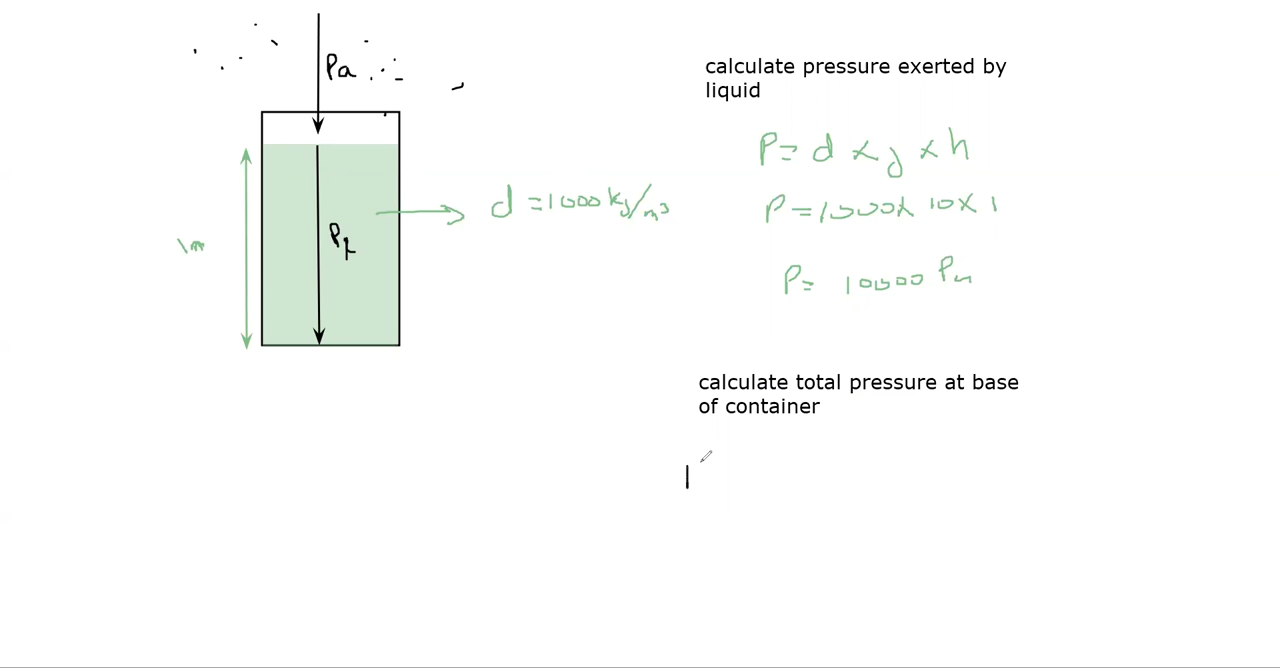 Pa
calculate pressure exerted by
liquid
P = d × g × h
d = 1000 kg/m³
P = 1000 × 10 × 1
1m
P = 10000 Pa
calculate total pressure at base
of container